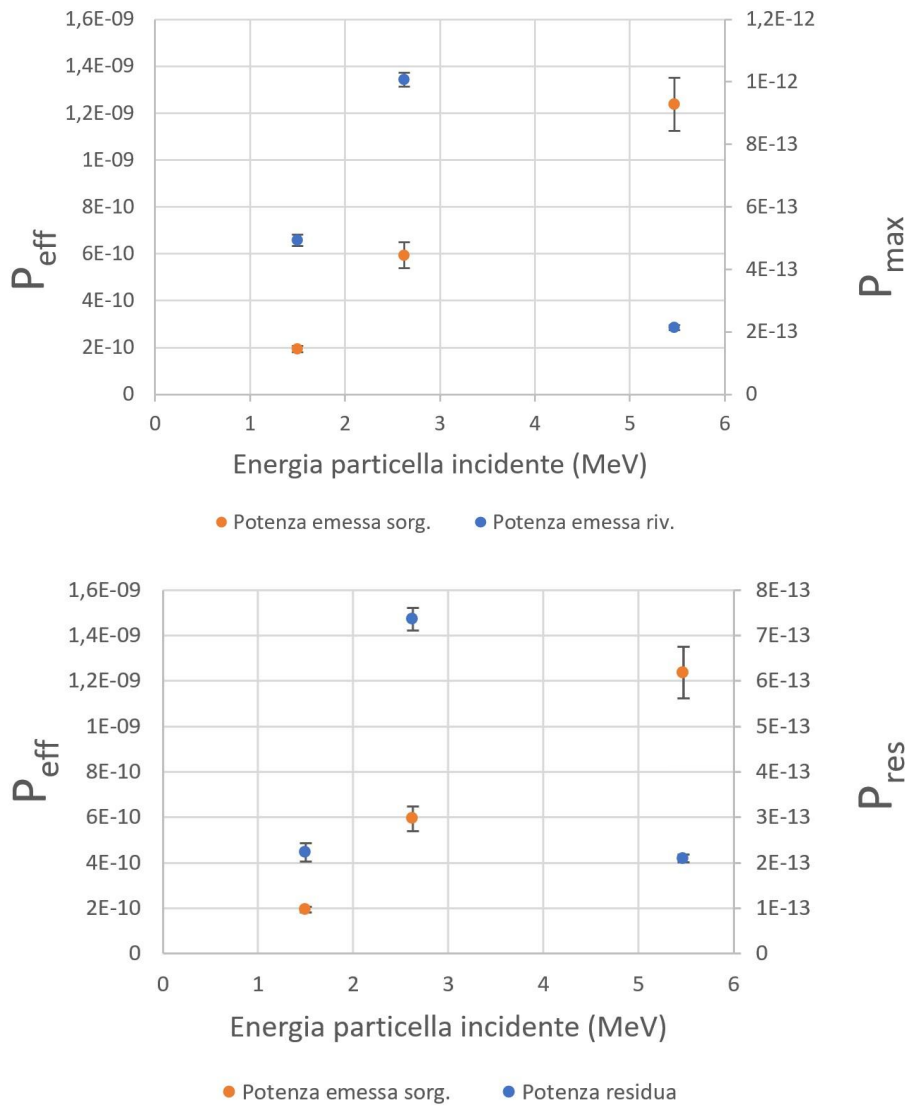 1,6E-09
1,4E-09
1,2E-09
1E-09
8E-10
6E-10
4E-10
2E-10
0
P_eff
1,2E-12
1E-12
8E-13
6E-13
4E-13
2E-13
0
P_max
0 1 2 3 4 5 6
Energia particella incidente (MeV)
Potenza emessa sorg. Potenza emessa riv.
1,6E-09
1,4E-09
1,2E-09
1E-09
8E-10
6E-10
4E-10
2E-10
0
P_eff
8E-13
7E-13
6E-13
5E-13
4E-13
3E-13
2E-13
1E-13
0
P_res
0 1 2 3 4 5 6
Energia particella incidente (MeV)
Potenza emessa sorg. Potenza residua